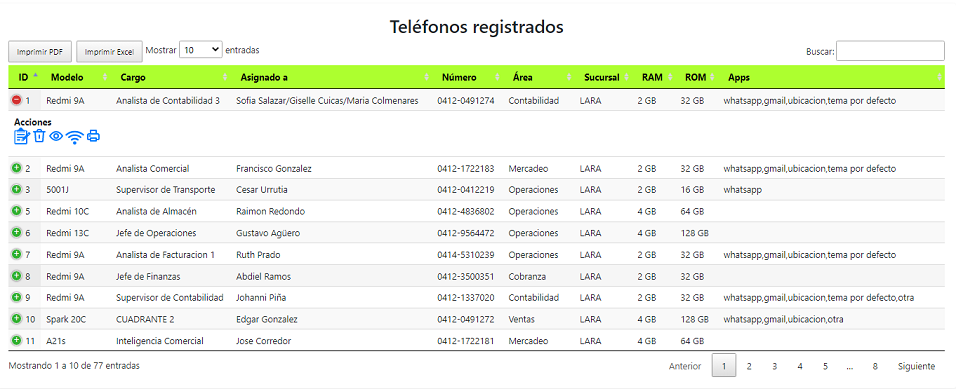 Teléfonos registrados
Imprimir PDF Imprimir Excel Mostrar 10 entradas Buscar:
ID Modelo Cargo Asignado a Número Área Sucursal RAM ROM Apps
1 Redmi 9A Analista de Contabilidad 3 Sofia Salazar/Giselle Cuicas/Maria Colmenares 0412-0491274 Contabilidad LARA 2 GB 32 GB whatsapp,gmail,ubicacion,tema por defecto
Acciones
2 Redmi 9A Analista Comercial Francisco Gonzalez 0412-1722183 Mercadeo LARA 2 GB 32 GB whatsapp,gmail,ubicacion,tema por defecto
3 5001J Supervisor de Transporte Cesar Urrutia 0412-0412219 Operaciones LARA 2 GB 16 GB whatsapp
5 Redmi 10C Analista de Almacén Raimon Redondo 0412-4836802 Operaciones LARA 4 GB 64 GB
6 Redmi 13C Jefe de Operaciones Gustavo Agüero 0412-9564472 Operaciones LARA 4 GB 128 GB
7 Redmi 9A Analista de Facturacion 1 Ruth Prado 0414-5310239 Operaciones LARA 2 GB 32 GB whatsapp,gmail,ubicacion,tema por defecto
8 Redmi 9A Jefe de Finanzas Abdiel Ramos 0412-3500351 Cobranza LARA 2 GB 32 GB
9 Redmi 9A Supervisor de Contabilidad Johanni Piña 0412-1337020 Contabilidad LARA 2 GB 32 GB whatsapp,gmail,ubicacion,tema por defecto,otra
10 Spark 20C CUADRANTE 2 Edgar Gonzalez 0412-0491272 Ventas LARA 4 GB 128 GB whatsapp,gmail,ubicacion,otra
11 A21s Inteligencia Comercial Jose Corredor 0412-1722181 Mercadeo LARA 4 GB 64 GB
Mostrando 1 a 10 de 77 entradas Anterior 1 2 3 4 5 ... 8 Siguiente